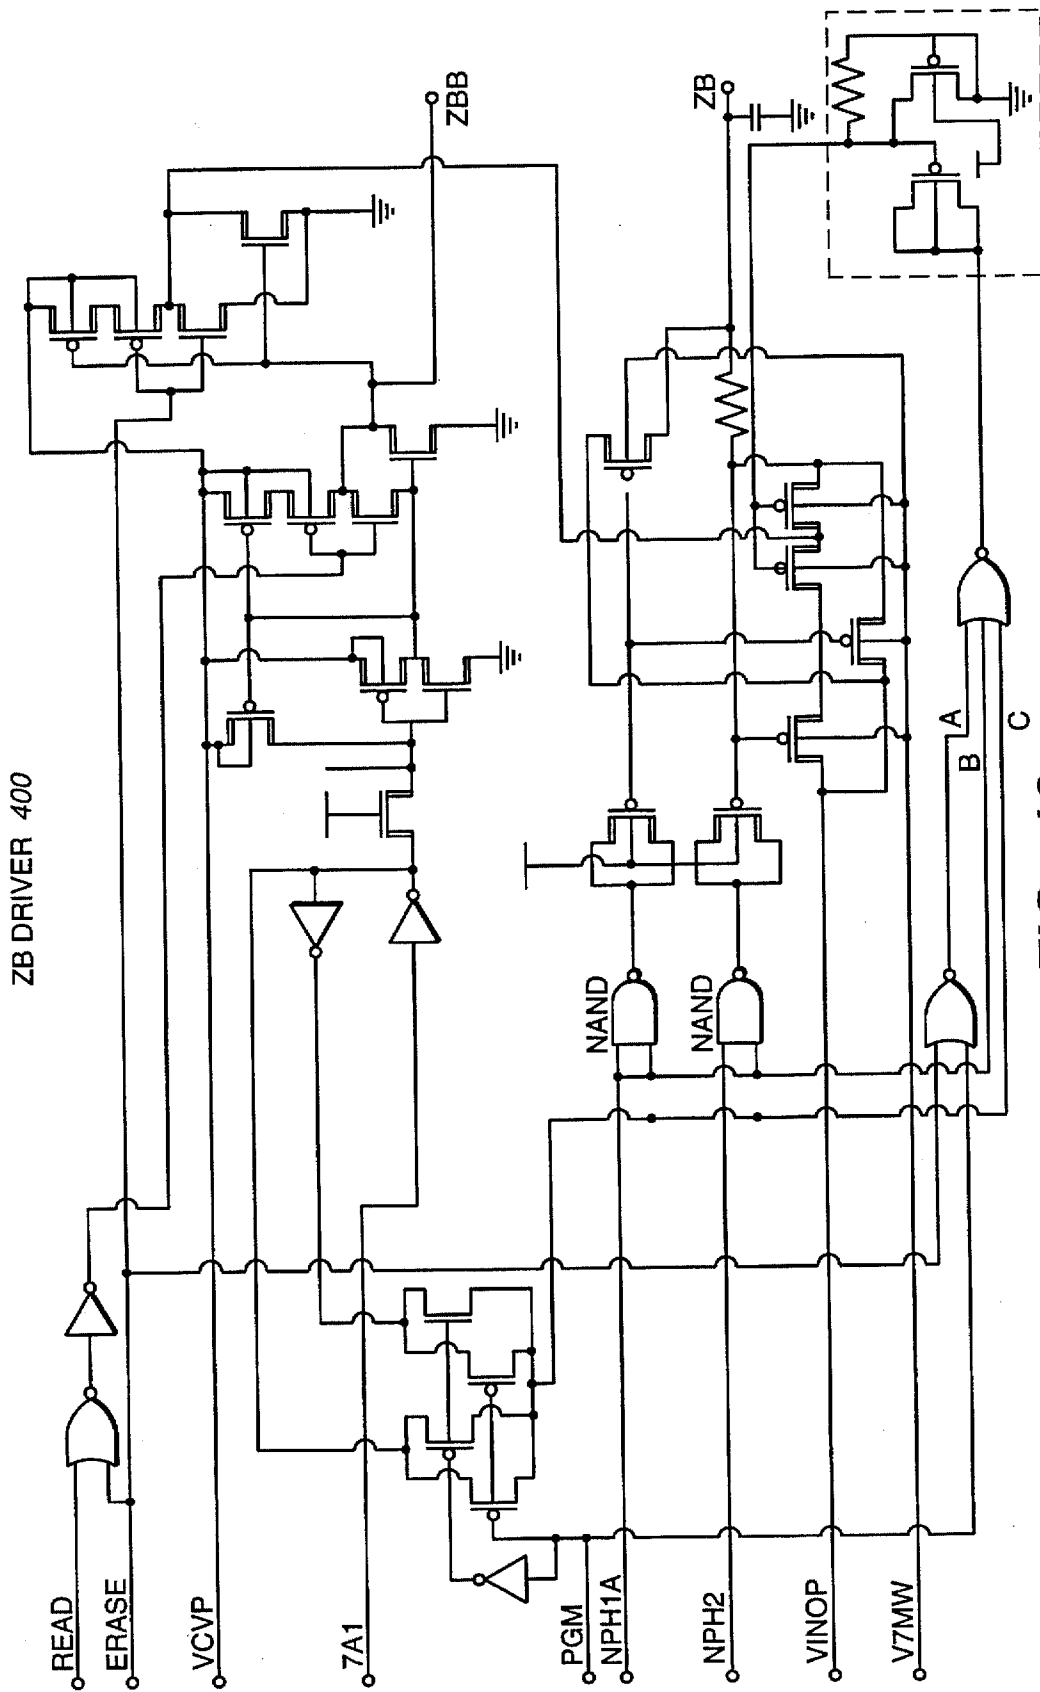 ZB DRIVER 400
READ
ERASE
VCVP
7A1
PGM
NPH1A
NPH2
VINOP
V7MW
NAND
NAND
A
B
C
ZBB
ZB